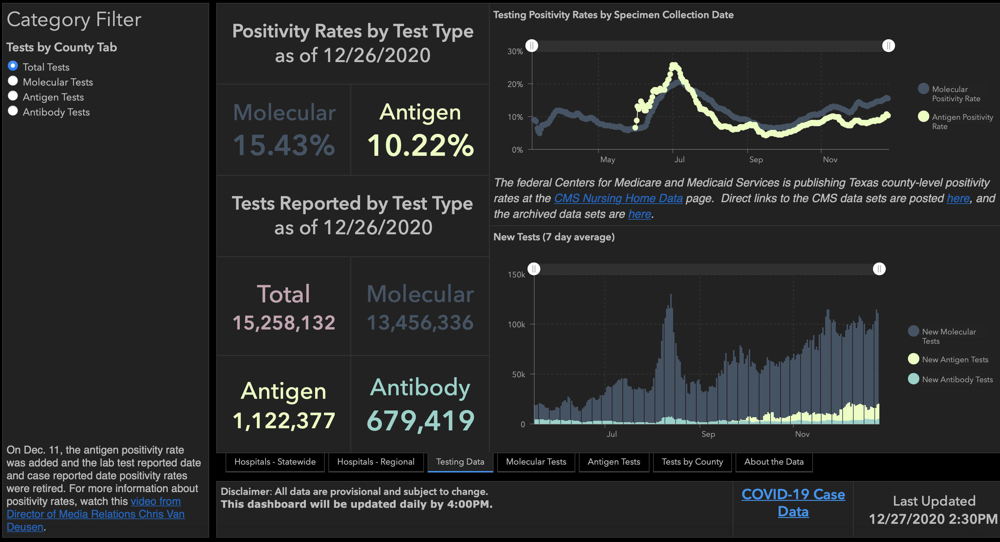 Category Filter
Tests by County Tab
Total Tests
Molecular Tests
Antigen Tests
Antibody Tests
On Dec. 11, the antigen positivity rate
was added and the lab test reported date
and case reported date positivity rates
were retired. For more information about
positivity rates, watch this video from
Director of Media Relations Chris Van
Deusen.
Positivity Rates by Test Type
as of 12/26/2020
Molecular
15.43%
Antigen
10.22%
Tests Reported by Test Type
as of 12/26/2020
Total
15,258,132
Molecular
13,456,336
Antigen
1,122,377
Antibody
679,419
Testing Positivity Rates by Specimen Collection Date
30%
20%
10%
0%
May
Jul
Sep
Nov
Molecular
Positivity Rate
Antigen Positivity
Rate
The federal Centers for Medicare and Medicaid Services is publishing Texas county-level positivity
rates at the CMS Nursing Home Data page. Direct links to the CMS data sets are posted here, and
the archived data sets are here.
New Tests (7 day average)
150k
100k
50k
0
Jul
Sep
Nov
New Molecular
Tests
New Antigen Tests
New Antibody Tests
Hospitals - Statewide
Hospitals - Regional
Testing Data
Molecular Tests
Antigen Tests
Tests by County
About the Data
Disclaimer: All data are provisional and subject to change.
This dashboard will be updated daily by 4:00PM.
COVID-19 Case
Data
Last Updated
12/27/2020 2:30PM